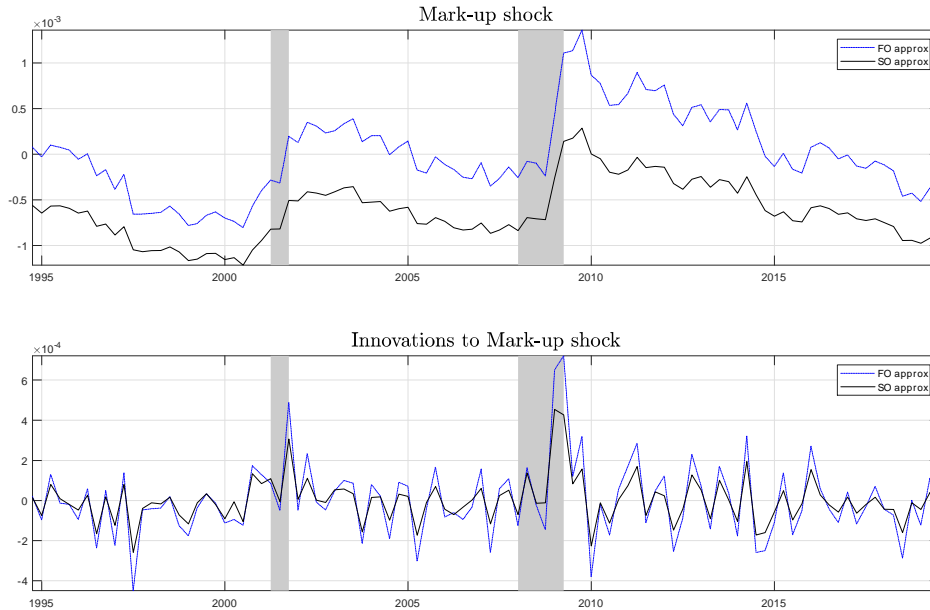 Mark-up shock
×10-3
FO approx
SO approx
1
0.5
0
-0.5
-1
1995 2000 2005 2010 2015
Innovations to Mark-up shock
×10-4
FO approx
SO approx
6
4
2
0
-2
-4
1995 2000 2005 2010 2015